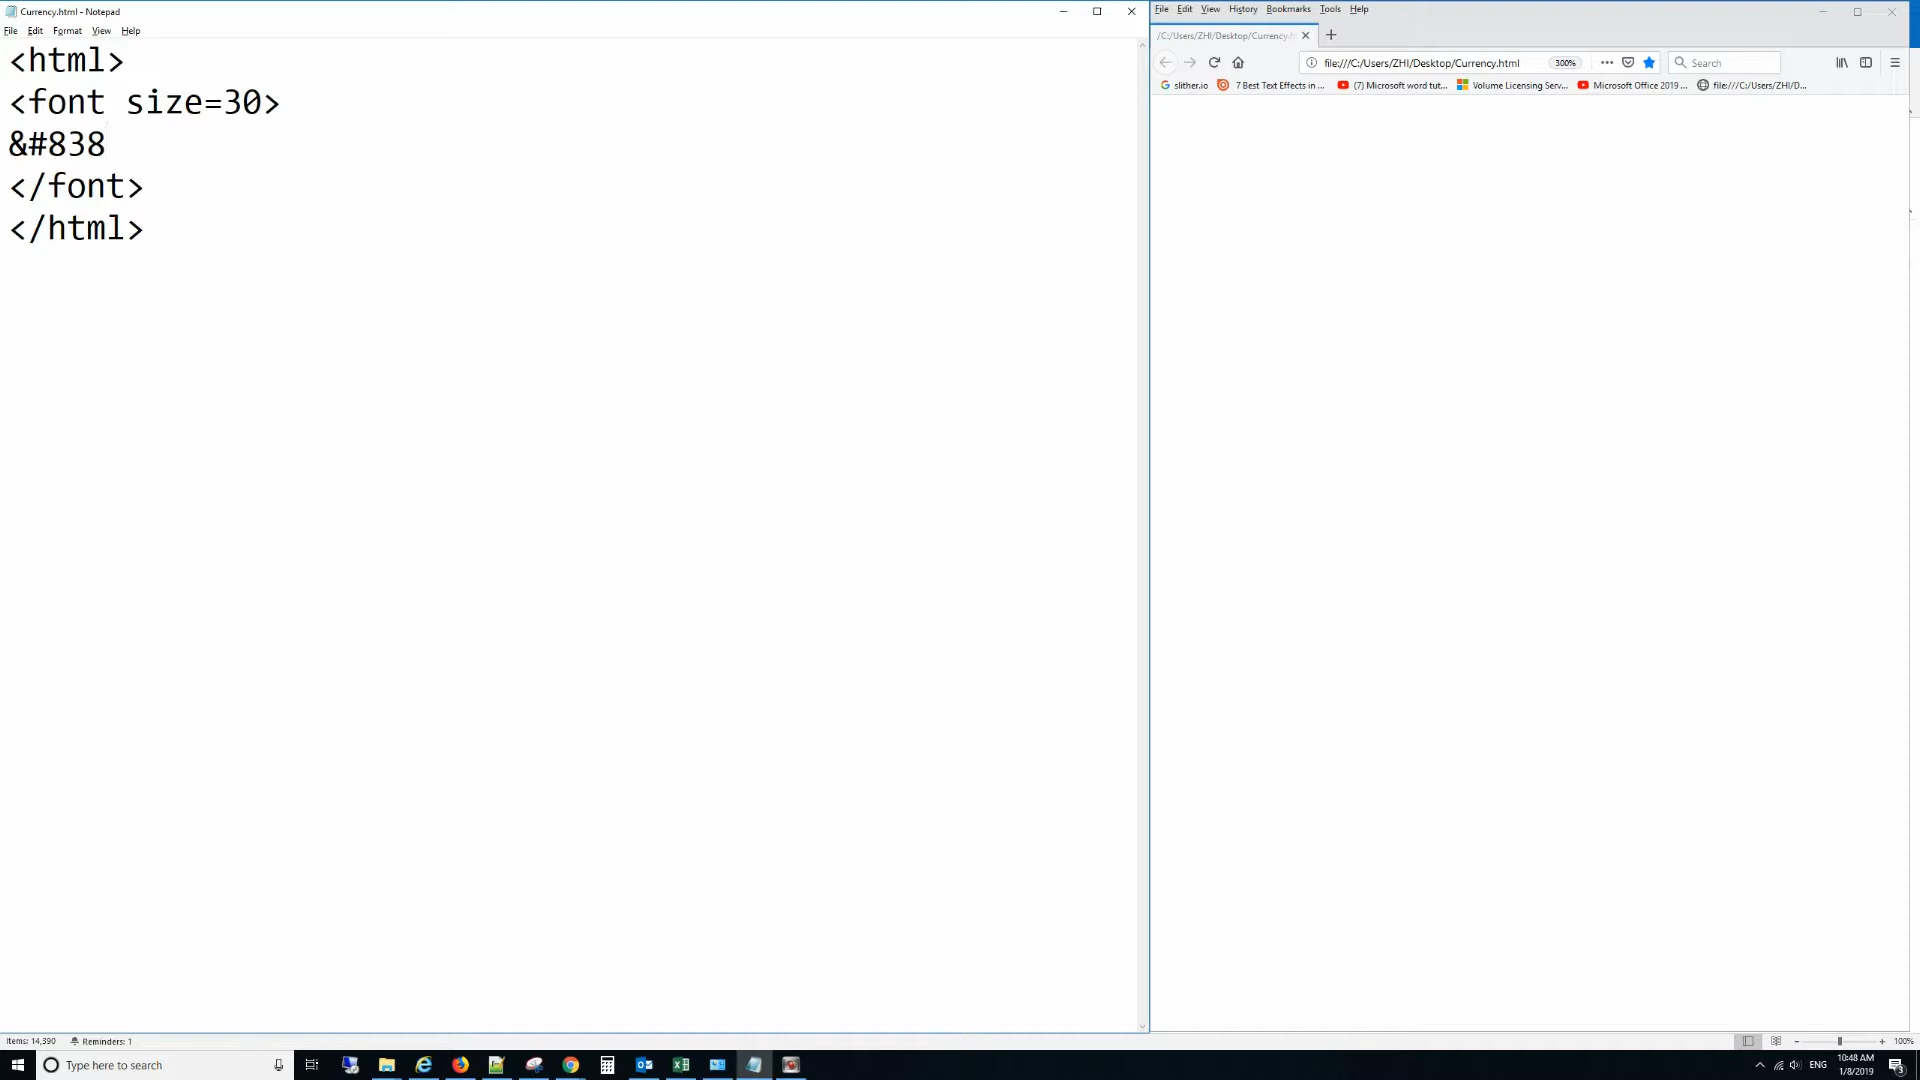 Currency.html - Notepad
File Edit Format View Help
<html>
<font size=30>
&#838
</font>
</html>
File Edit View History Bookmarks Tools Help
/C:/Users/ZHI/Desktop/Currency.h
file:///C:/Users/ZHI/Desktop/Currency.html 300% Search
slither.io 7 Best Text Effects in ... (7) Microsoft word tut... Volume Licensing Serv... Microsoft Office 2019 ... file:///C:/Users/ZHI/D...
Items: 14,390 Reminders: 1 100%
Type here to search ENG 10:48 AM
1/8/2019 3